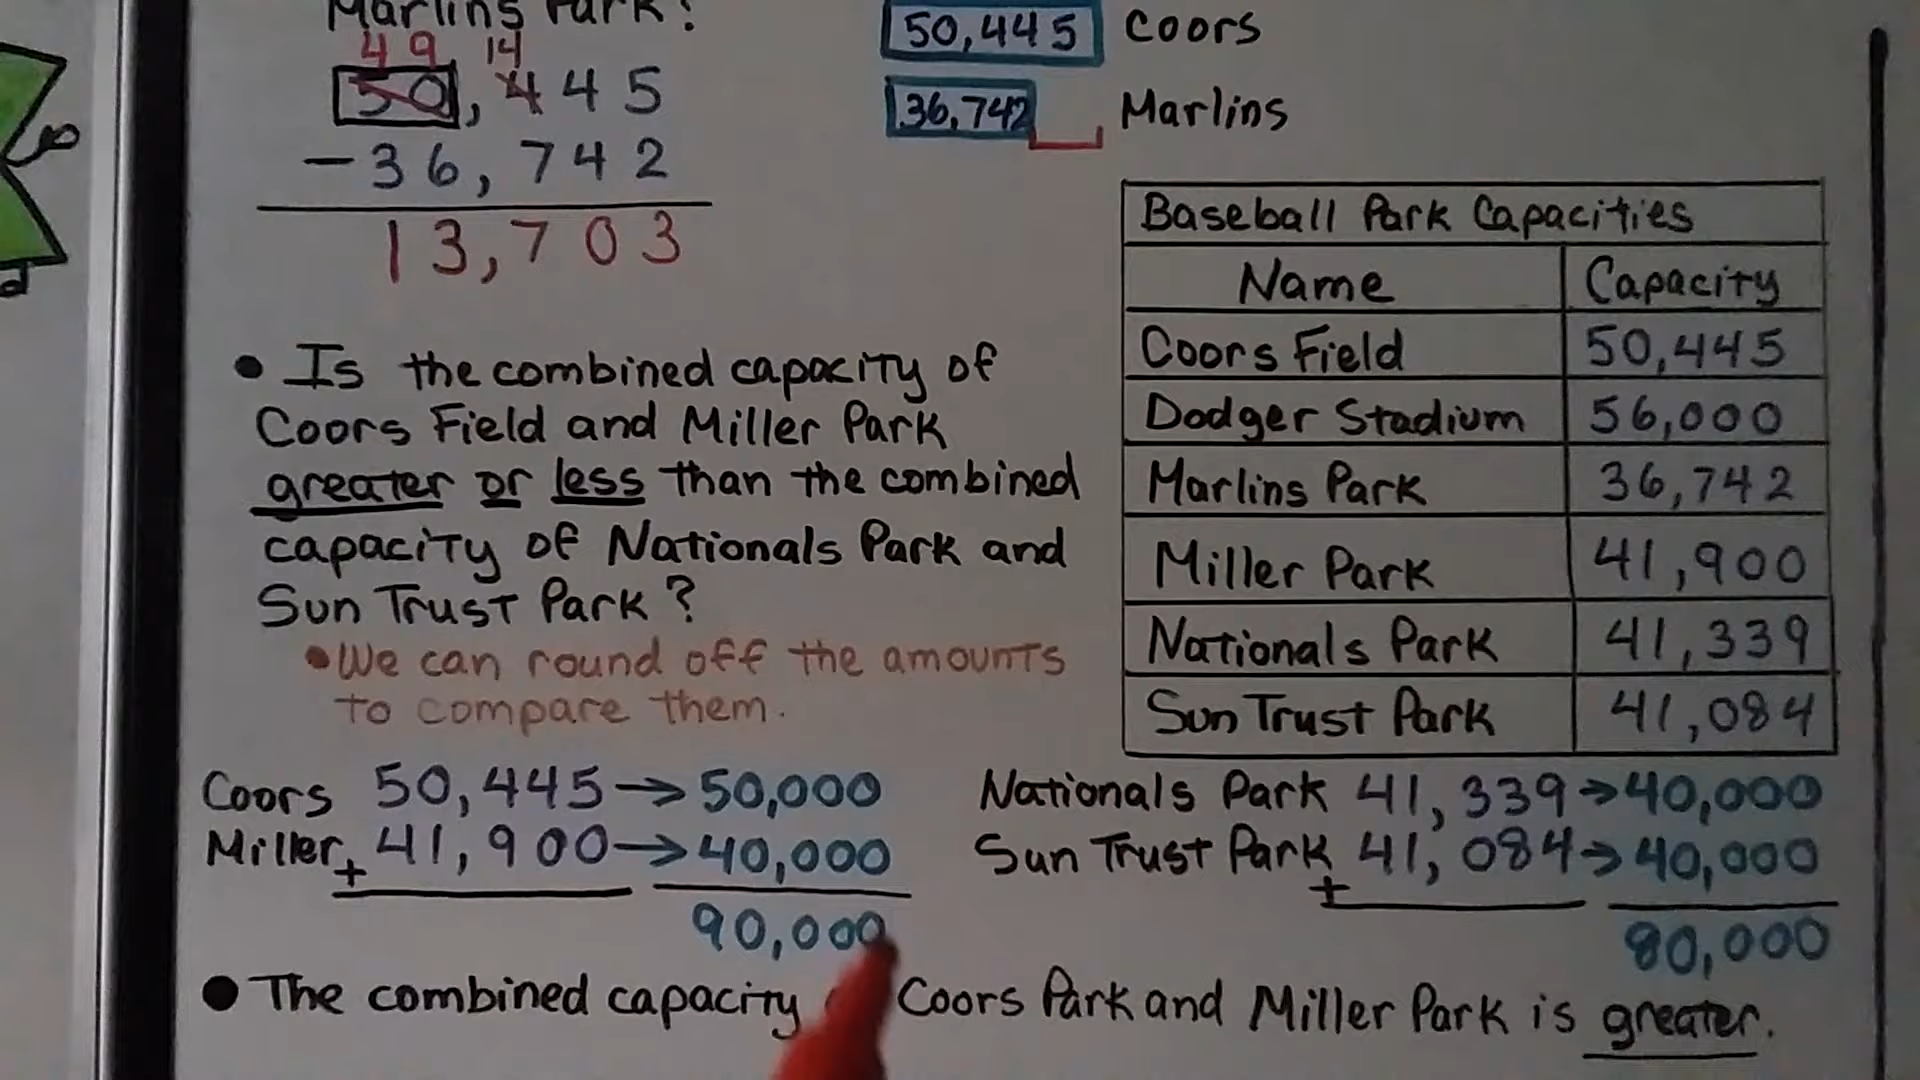 Marlins Park?
50,445 Coors
4 9 14
50,445
36,742 Marlins
-36,742
13,703
Baseball Park Capacities
Name Capacity
Coors Field 50,445
Dodger Stadium 56,000
Marlins Park 36,742
Miller Park 41,900
Nationals Park 41,339
Sun Trust Park 41,084
• Is the combined capacity of
Coors Field and Miller Park
greater or less than the combined
capacity of Nationals Park and
Sun Trust Park?
• We can round off the amounts
to compare them.
Coors 50,445 → 50,000
Miller + 41,900 → 40,000
90,000
Nationals Park 41,339 → 40,000
Sun Trust Park + 41,084 → 40,000
80,000
• The combined capacity Coors Park and Miller Park is greater.
d